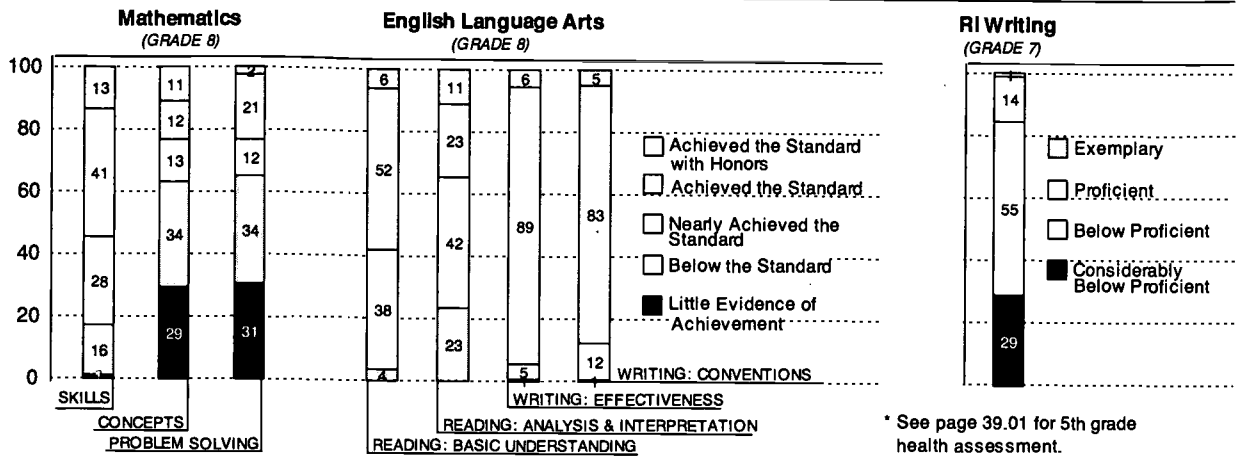 Mathematics
(GRADE 8)
English Language Arts
(GRADE 8)
RI Writing
(GRADE 7)
100
80
60
40
20
0
13
41
28
16
11
12
13
34
29
2
21
12
34
31
6
52
38
4
11
23
42
23
6
89
5
5
83
12
Achieved the Standard
with Honors
Achieved the Standard
Nearly Achieved the
Standard
Below the Standard
Little Evidence of
Achievement
14
55
29
Exemplary
Proficient
Below Proficient
Considerably
Below Proficient
SKILLS
CONCEPTS
PROBLEM SOLVING
WRITING: CONVENTIONS
WRITING: EFFECTIVENESS
READING: ANALYSIS & INTERPRETATION
READING: BASIC UNDERSTANDING
* See page 39.01 for 5th grade
health assessment.